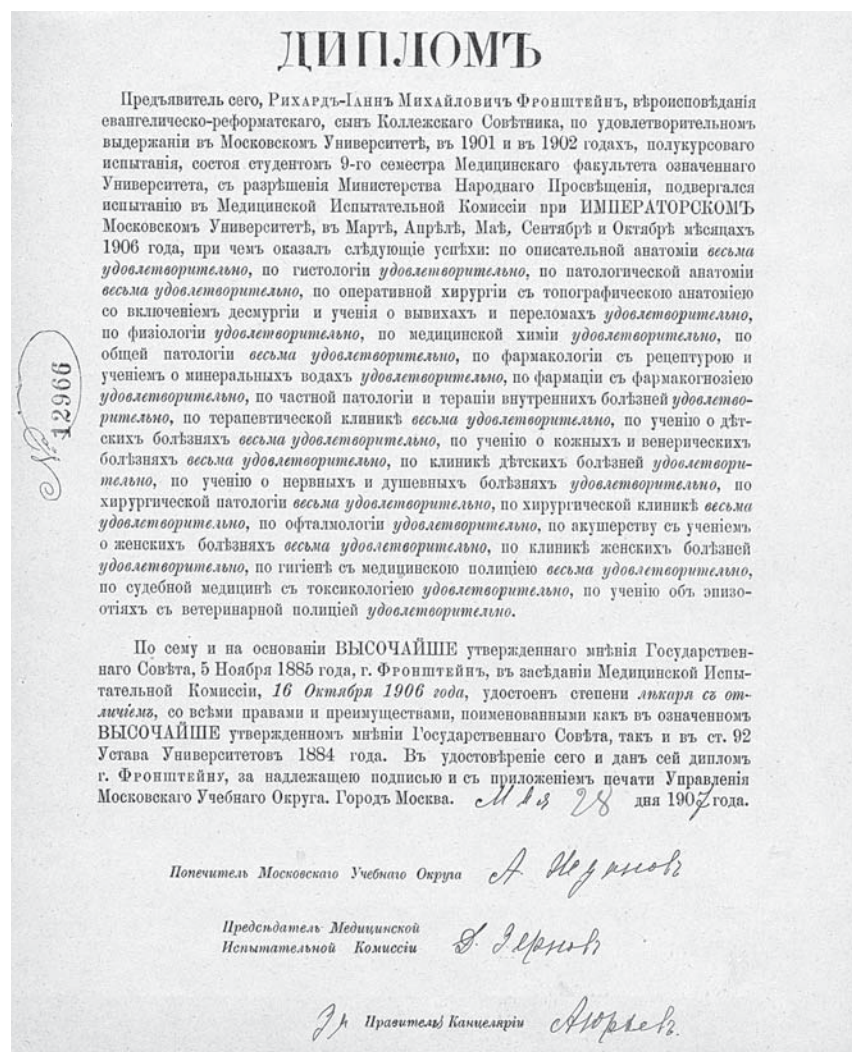 ДИПЛОМЪ
Предъявитель сего, Рихардъ-Іаннъ Михайловичъ Фронштейнъ, вѣроисповѣданія
евангелическо-реформатскаго, сынъ Коллежскаго Совѣтника, по удовлетворительномъ
выдержаніи въ Московскомъ Университетѣ, въ 1901 и въ 1902 годахъ, полукурсоваго
испытанія, состоя студентомъ 9-го семестра Медицинскаго факультета означеннаго
Университета, съ разрѣшенія Министерства Народнаго Просвѣщенія, подвергался
испытанію въ Медицинской Испытательной Комиссіи при ИМПЕРАТОРСКОМЪ
Московскомъ Университетѣ, въ Мартѣ, Апрѣлѣ, Маѣ, Сентябрѣ и Октябрѣ мѣсяцахъ
1906 года, при чемъ оказалъ слѣдующіе успѣхи: по описательной анатоміи весьма
удовлетворительно, по гистологіи удовлетворительно, по патологической анатоміи
весьма удовлетворительно, по оперативной хирургіи съ топографическою анатоміею
со включеніемъ десмургіи и ученія о вывихахъ и переломахъ удовлетворительно,
по физіологіи удовлетворительно, по медицинской химіи удовлетворительно, по
общей патологіи весьма удовлетворительно, по фармакологіи съ рецептурою и
ученіемъ о минеральныхъ водахъ удовлетворительно, по фармаціи съ фармакогнозіею
удовлетворительно, по частной патологіи и терапіи внутреннихъ болѣзней удовлетво-
рительно, по терапевтической клиникѣ весьма удовлетворительно, по ученію о дѣт-
скихъ болѣзняхъ весьма удовлетворительно, по ученію о кожныхъ и венерическихъ
болѣзняхъ весьма удовлетворительно, по клиникѣ дѣтскихъ болѣзней удовлетвори-
тельно, по ученію о нервныхъ и душевныхъ болѣзняхъ удовлетворительно, по
хирургической патологіи весьма удовлетворительно, по хирургической клиникѣ весьма
удовлетворительно, по офталмологіи удовлетворительно, по акушерству съ ученіемъ
о женскихъ болѣзняхъ весьма удовлетворительно, по клиникѣ женскихъ болѣзней
удовлетворительно, по гигіенѣ съ медицинскою полиціею весьма удовлетворительно,
по судебной медицинѣ съ токсикологіею удовлетворительно, по ученію объ эпизо-
отіяхъ съ ветеринарной полиціей удовлетворительно.
По сему и на основаніи ВЫСОЧАЙШЕ утвержденнаго мнѣнія Государствен-
наго Совѣта, 5 Ноября 1885 года, г. Фронштейнъ, въ засѣданіи Медицинской Испы-
тательной Комиссіи, 16 Октября 1906 года, удостоенъ степени лѣкаря съ от-
личіемъ, со всѣми правами и преимуществами, поименованными какъ въ означенномъ
ВЫСОЧАЙШЕ утвержденномъ мнѣніи Государственнаго Совѣта, такъ и въ ст. 92
Устава Университетовъ 1884 года. Въ удостовѣреніе сего и данъ сей дипломъ
г. Фронштейну, за надлежащею подписью и съ приложеніемъ печати Управленія
Московскаго Учебнаго Округа. Городъ Москва. Мая 28 дня 1907 года.
№ 12966
Попечитель Московскаго Учебнаго Округа А.
Предсѣдатель Медицинской
Испытательной Комиссіи Д. Зерновъ
За Правителя Канцеляріи